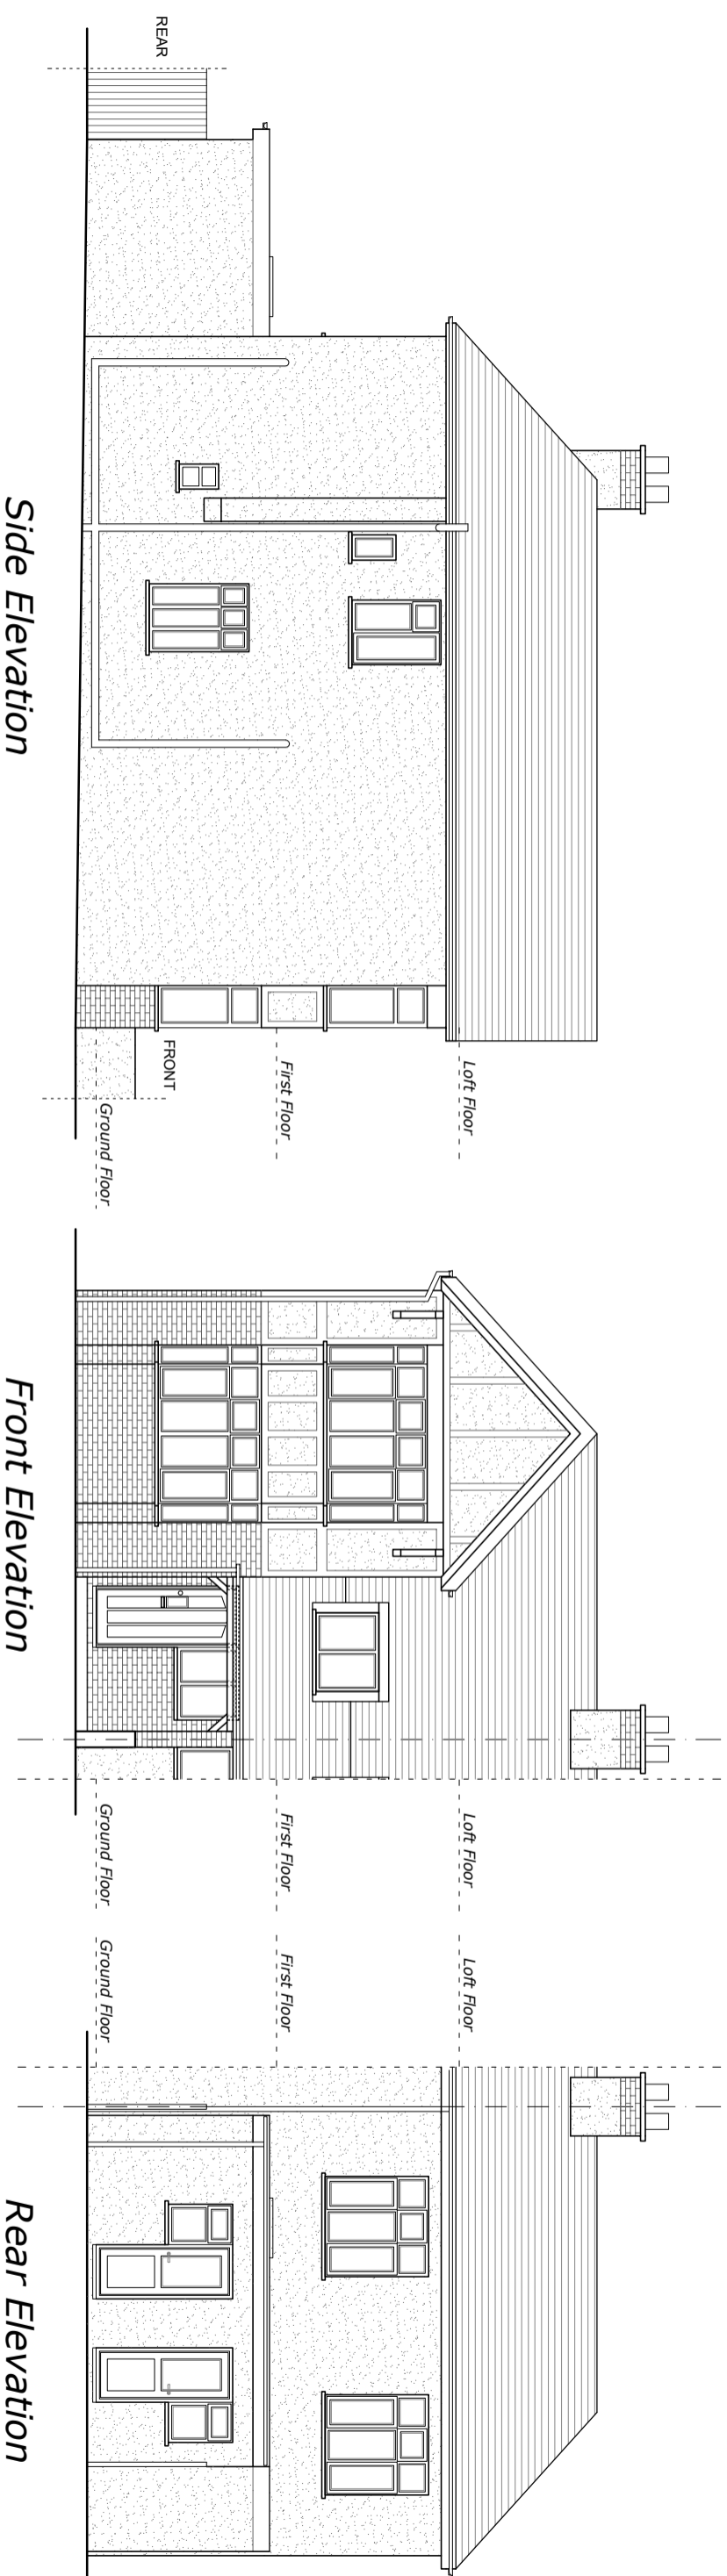 REAR
FRONT
Loft Floor
First Floor
Ground Floor
Side Elevation
Loft Floor
First Floor
Ground Floor
Front Elevation
Loft Floor
First Floor
Ground Floor
Rear Elevation